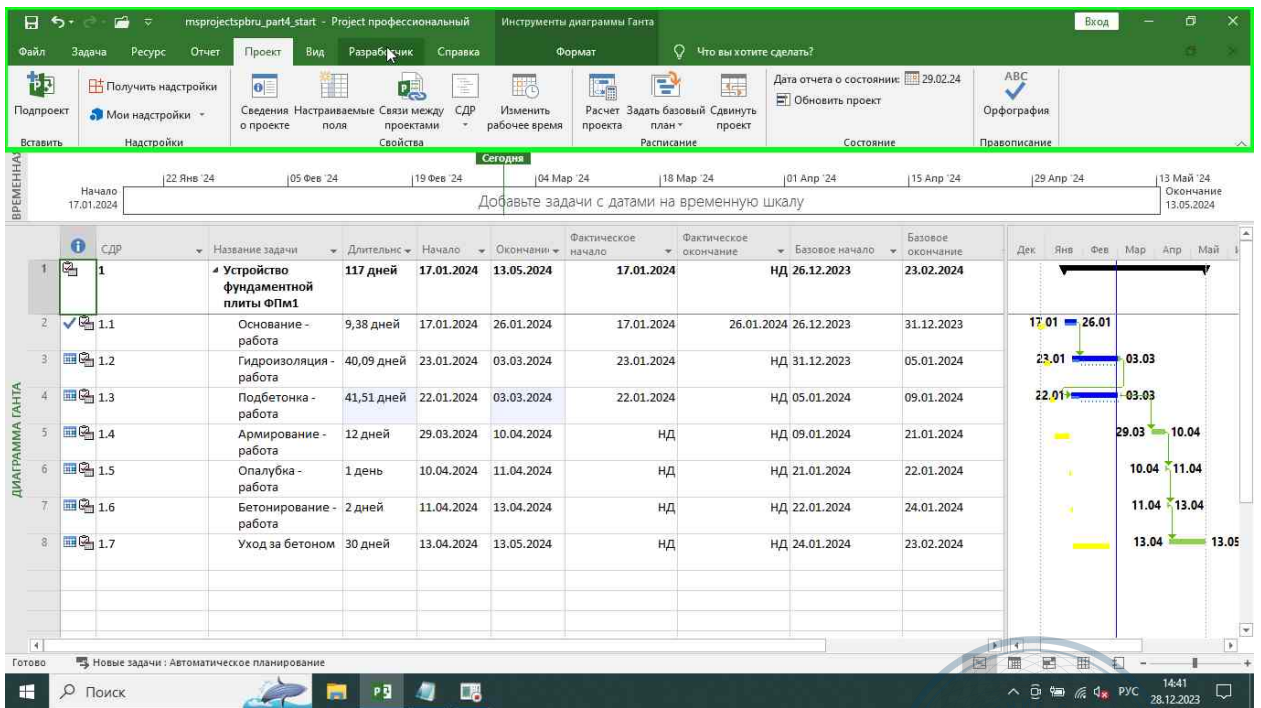 msprojectspbru_part4_start - Project профессиональный
Инструменты диаграммы Ганта
Вход
Файл Задача Ресурс Отчет Проект Вид Разработчик Справка Формат Что вы хотите сделать?
Подпроект
Получить надстройки
Мои надстройки
Сведения о проекте
Настраиваемые поля
Связи между проектами
СДР
Изменить рабочее время
Расчет проекта
Задать базовый план
Сдвинуть проект
Дата отчета о состоянии: 29.02.24
Обновить проект
ABC
Орфография
Вставить Надстройки Свойства Расписание Состояние Правописание
ВРЕМЕННАЯ
Сегодня
22 Янв '24 05 Фев '24 19 Фев '24 04 Мар '24 18 Мар '24 01 Апр '24 15 Апр '24 29 Апр '24 13 Май '24
Начало
17.01.2024
Добавьте задачи с датами на временную шкалу
Окончание
13.05.2024
ДИАГРАММА ГАНТА
СДР Название задачи Длительнс Начало Окончани Фактическое начало Фактическое окончание Базовое начало Базовое окончание Дек Янв Фев Мар Апр Май
1 1 Устройство фундаментной плиты ФПм1 117 дней 17.01.2024 13.05.2024 17.01.2024 НД 26.12.2023 23.02.2024
2 1.1 Основание - работа 9,38 дней 17.01.2024 26.01.2024 17.01.2024 26.01.2024 26.12.2023 31.12.2023 17.01 26.01
3 1.2 Гидроизоляция - работа 40,09 дней 23.01.2024 03.03.2024 23.01.2024 НД 31.12.2023 05.01.2024 23.01 03.03
4 1.3 Подбетонка - работа 41,51 дней 22.01.2024 03.03.2024 22.01.2024 НД 05.01.2024 09.01.2024 22.01 03.03
5 1.4 Армирование - работа 12 дней 29.03.2024 10.04.2024 НД НД 09.01.2024 21.01.2024 29.03 10.04
6 1.5 Опалубка - работа 1 день 10.04.2024 11.04.2024 НД НД 21.01.2024 22.01.2024 10.04 11.04
7 1.6 Бетонирование - работа 2 дней 11.04.2024 13.04.2024 НД НД 22.01.2024 24.01.2024 11.04 13.04
8 1.7 Уход за бетоном 30 дней 13.04.2024 13.05.2024 НД НД 24.01.2024 23.02.2024 13.04 13.05
Готово Новые задачи : Автоматическое планирование
Поиск
РУС
14:41
28.12.2023